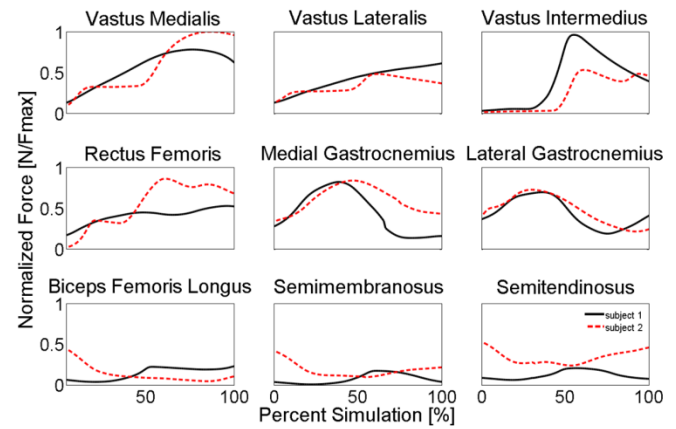 Vastus Medialis
Vastus Lateralis
Vastus Intermedius
1
0.5
0
Rectus Femoris
Medial Gastrocnemius
Lateral Gastrocnemius
Normalized Force [N/Fmax]
1
0.5
0
Biceps Femoris Longus
Semimembranosus
Semitendinosus
1
0.5
0
subject 1
subject 2
50 100
0 50 100
0 50 100
Percent Simulation [%]